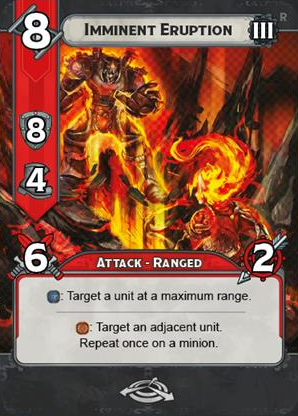 8
IMMINENT ERUPTION
III
R
8
4
6
ATTACK - RANGED
2
: Target a unit at a maximum range.
: Target an adjacent unit.
Repeat once on a minion.